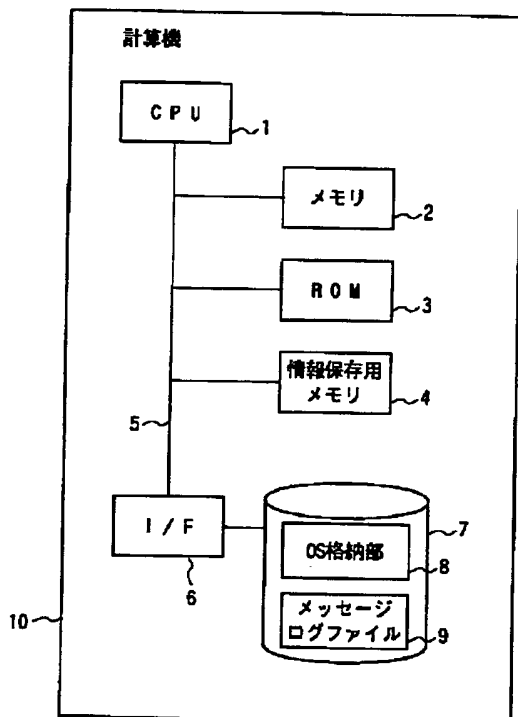 計算機
CPU
1
メモリ
2
ROM
3
情報保存用
メモリ
4
5
I/F
6
7
OS格納部
8
メッセージ
ログファイル
9
10